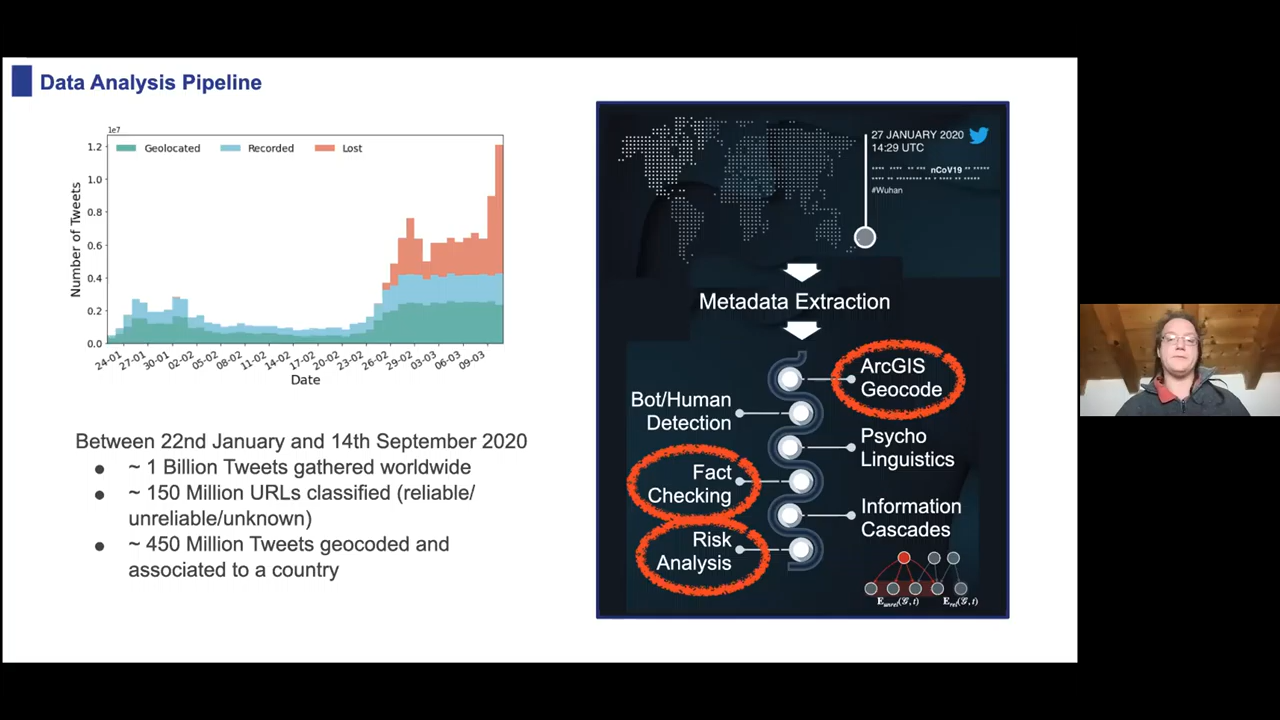 Data Analysis Pipeline
1e7
Geolocated Recorded Lost
1.2
1.0
0.8
0.6
0.4
0.2
0.0
Number of Tweets
24-01 27-01 30-01 02-02 05-02 08-02 11-02 14-02 17-02 20-02 23-02 26-02 29-02 03-03 06-03 09-03
Date
Between 22nd January and 14th September 2020
● ~ 1 Billion Tweets gathered worldwide
● ~ 150 Million URLs classified (reliable/
unreliable/unknown)
● ~ 450 Million Tweets geocoded and
associated to a country
27 JANUARY 2020
14:29 UTC
**** **** ** *** nCoV19 ** *****
**** ** ******** ** * **** *****
#Wuhan
Metadata Extraction
ArcGIS
Geocode
Bot/Human
Detection
Psycho
Linguistics
Fact
Checking
Information
Cascades
Risk
Analysis
E_unrel(𝒢, t) E_rel(𝒢, t)